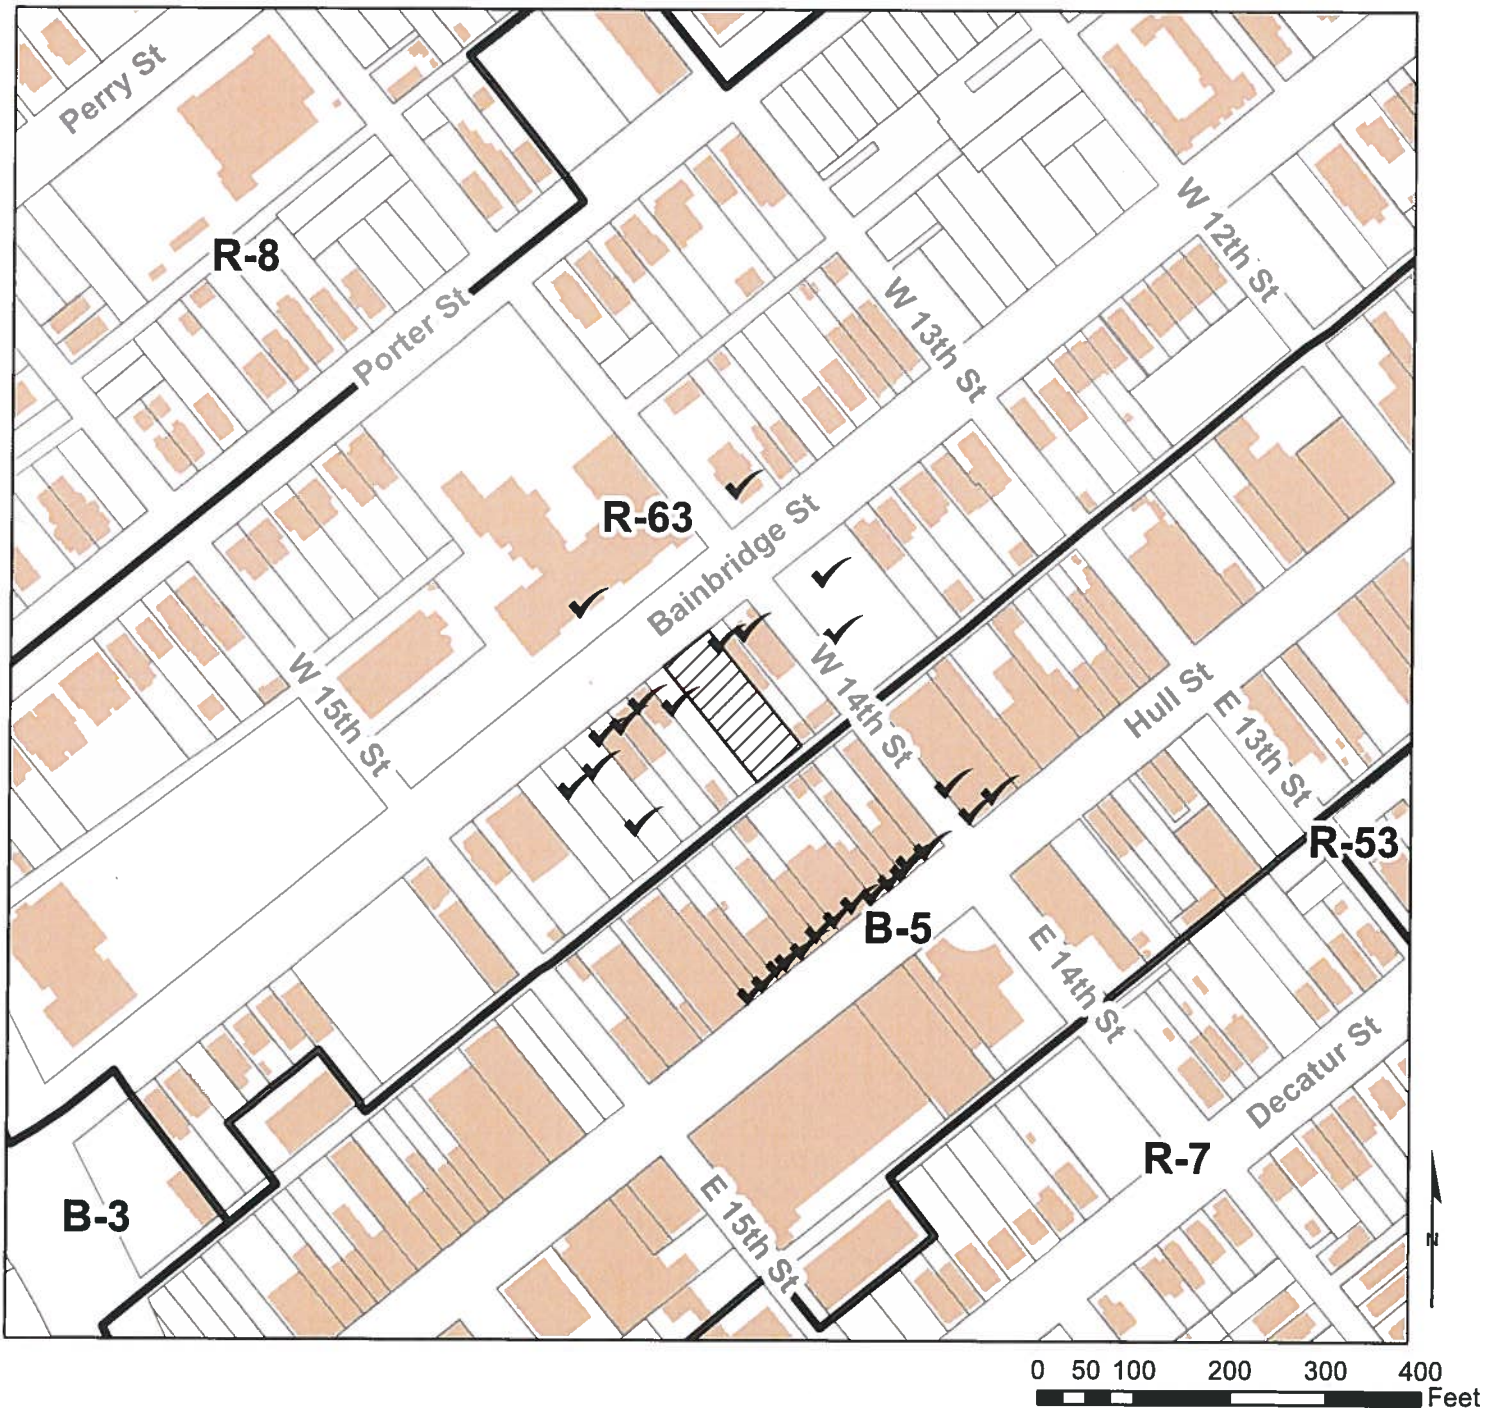 Perry St
R-8
W 12th St
Porter St
W 13th St
R-63
Bainbridge St
W 15th St
W 14th St
Hull St
E 13th St
R-53
B-5
E 14th St
Decatur St
R-7
E 15th St
B-3
N
0 50 100 200 300 400
Feet